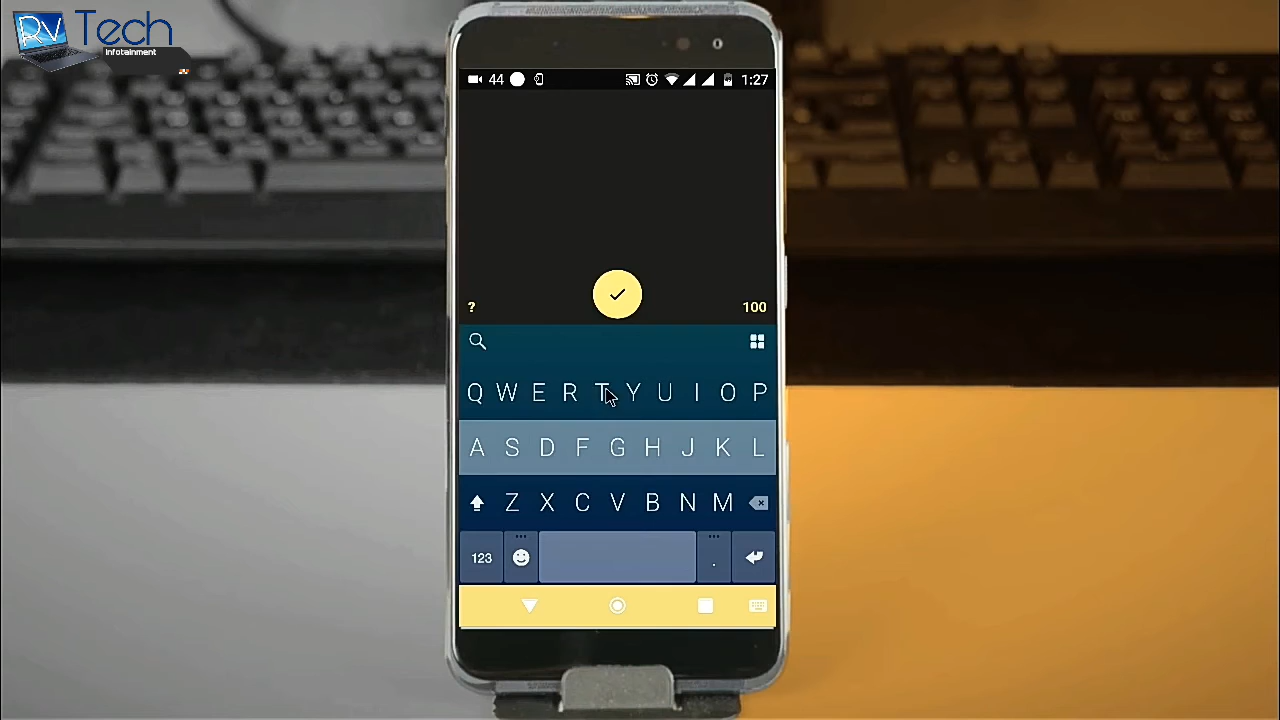 RV Tech
Infotainment
44 1:27
? 100
Q W E R T Y U I O P
A S D F G H J K L
Z X C V B N M
123 .